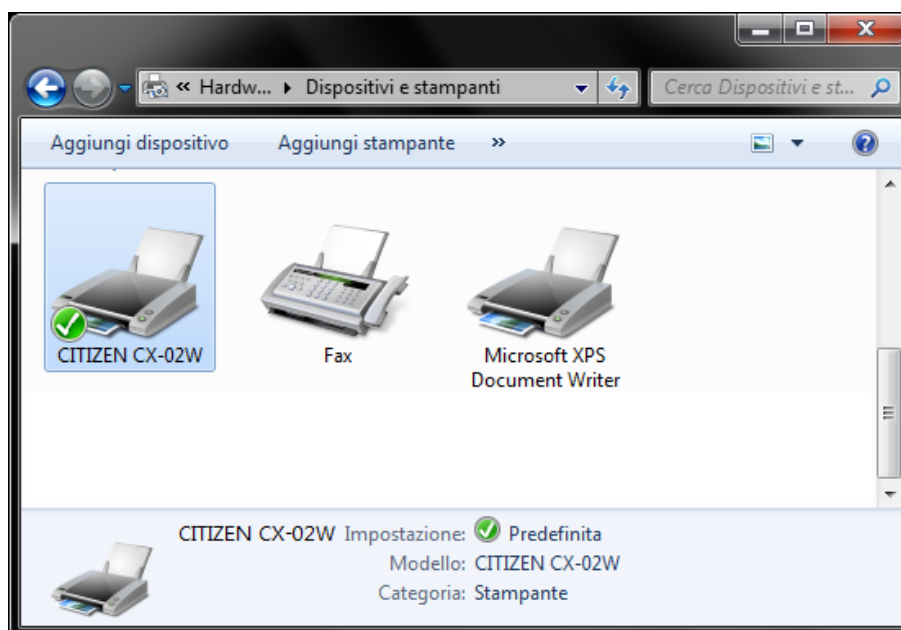 « Hardw... ▸ Dispositivi e stampanti
Cerca Dispositivi e st...
Aggiungi dispositivo Aggiungi stampante »
CITIZEN CX-02W
Fax
Microsoft XPS
Document Writer
CITIZEN CX-02W Impostazione: Predefinita
Modello: CITIZEN CX-02W
Categoria: Stampante